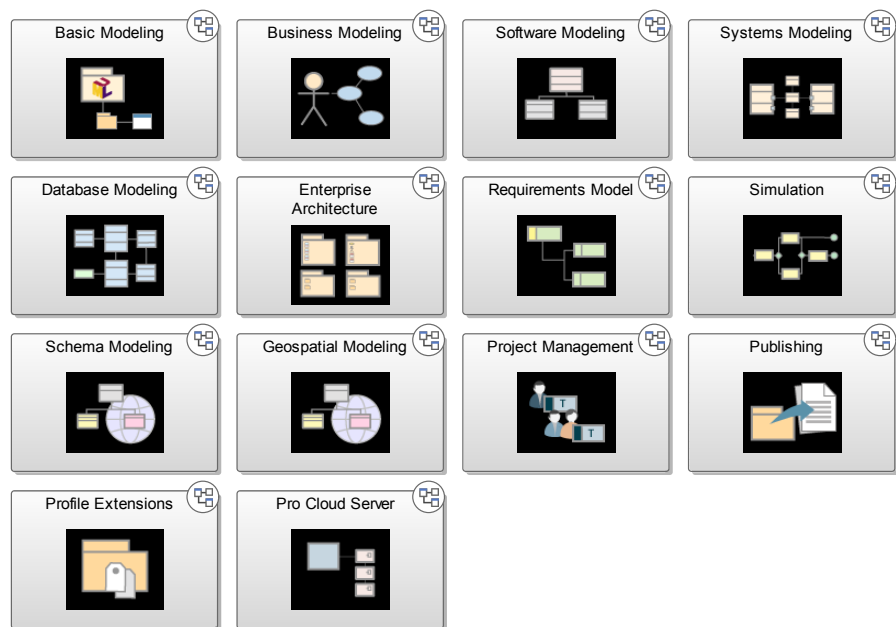 Basic Modeling
Business Modeling
Software Modeling
Systems Modeling
Database Modeling
Enterprise
Architecture
Requirements Model
Simulation
Schema Modeling
Geospatial Modeling
Project Management
T
T
Publishing
Profile Extensions
Pro Cloud Server